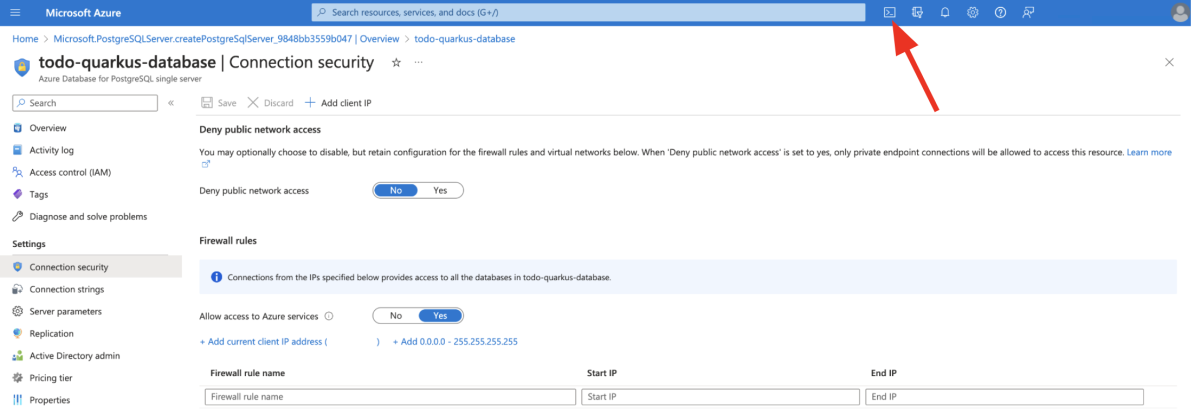 Microsoft Azure
Search resources, services, and docs (G+/)
Home > Microsoft.PostgreSQLServer.createPostgreSqlServer_9848bb3559b047 | Overview > todo-quarkus-database
todo-quarkus-database | Connection security
Azure Database for PostgreSQL single server
Search
Save Discard Add client IP
Overview
Activity log
Access control (IAM)
Tags
Diagnose and solve problems
Settings
Connection security
Connection strings
Server parameters
Replication
Active Directory admin
Pricing tier
Properties
Deny public network access
You may optionally choose to disable, but retain configuration for the firewall rules and virtual networks below. When 'Deny public network access' is set to yes, only private endpoint connections will be allowed to access this resource. Learn more
Deny public network access No Yes
Firewall rules
Connections from the IPs specified below provides access to all the databases in todo-quarkus-database.
Allow access to Azure services No Yes
+ Add current client IP address ( ) + Add 0.0.0.0 - 255.255.255.255
Firewall rule name Start IP End IP
Firewall rule name Start IP End IP